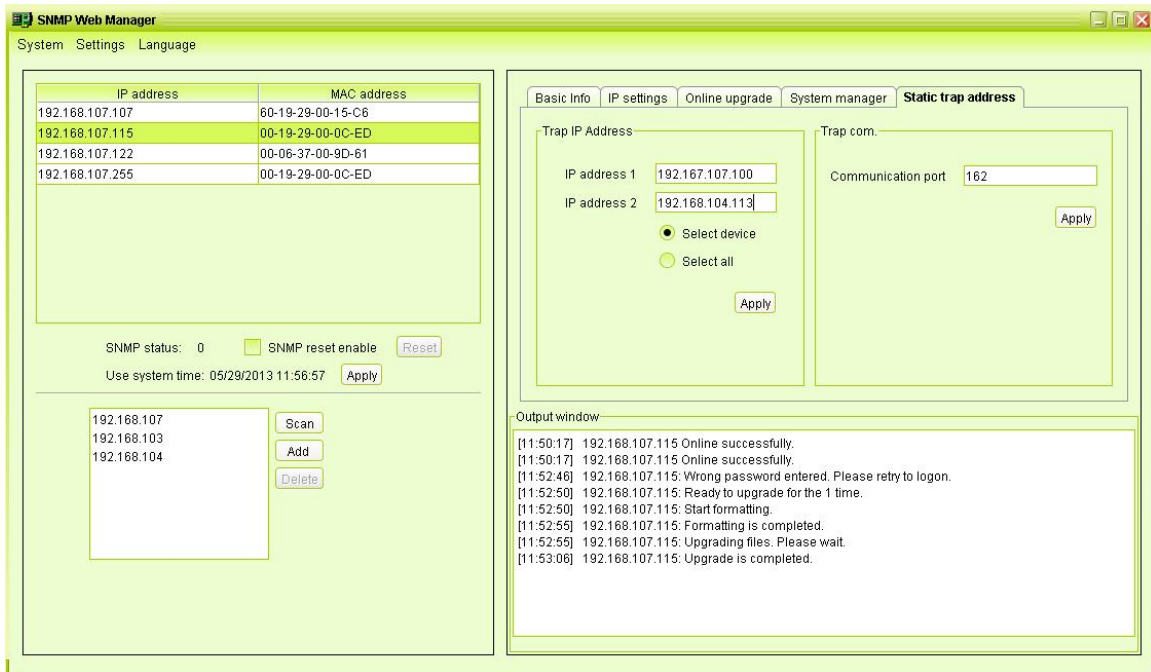 SNMP Web Manager
System Settings Language
IP address MAC address
192.168.107.107 60-19-29-00-15-C6
192.168.107.115 00-19-29-00-0C-ED
192.168.107.122 00-06-37-00-9D-61
192.168.107.255 00-19-29-00-0C-ED
SNMP status: 0 SNMP reset enable Reset
Use system time: 05/29/2013 11:56:57 Apply
192.168.107
192.168.103
192.168.104
Scan
Add
Delete
Basic Info IP settings Online upgrade System manager Static trap address
Trap IP Address
IP address 1 192.167.107.100
IP address 2 192.168.104.113
Select device
Select all
Apply
Trap com.
Communication port 162
Apply
Output window
[11:50:17] 192.168.107.115 Online successfully.
[11:50:17] 192.168.107.115 Online successfully.
[11:52:46] 192.168.107.115: Wrong password entered. Please retry to logon.
[11:52:50] 192.168.107.115: Ready to upgrade for the 1 time.
[11:52:50] 192.168.107.115: Start formatting.
[11:52:55] 192.168.107.115: Formatting is completed.
[11:52:55] 192.168.107.115: Upgrading files. Please wait.
[11:53:06] 192.168.107.115: Upgrade is completed.